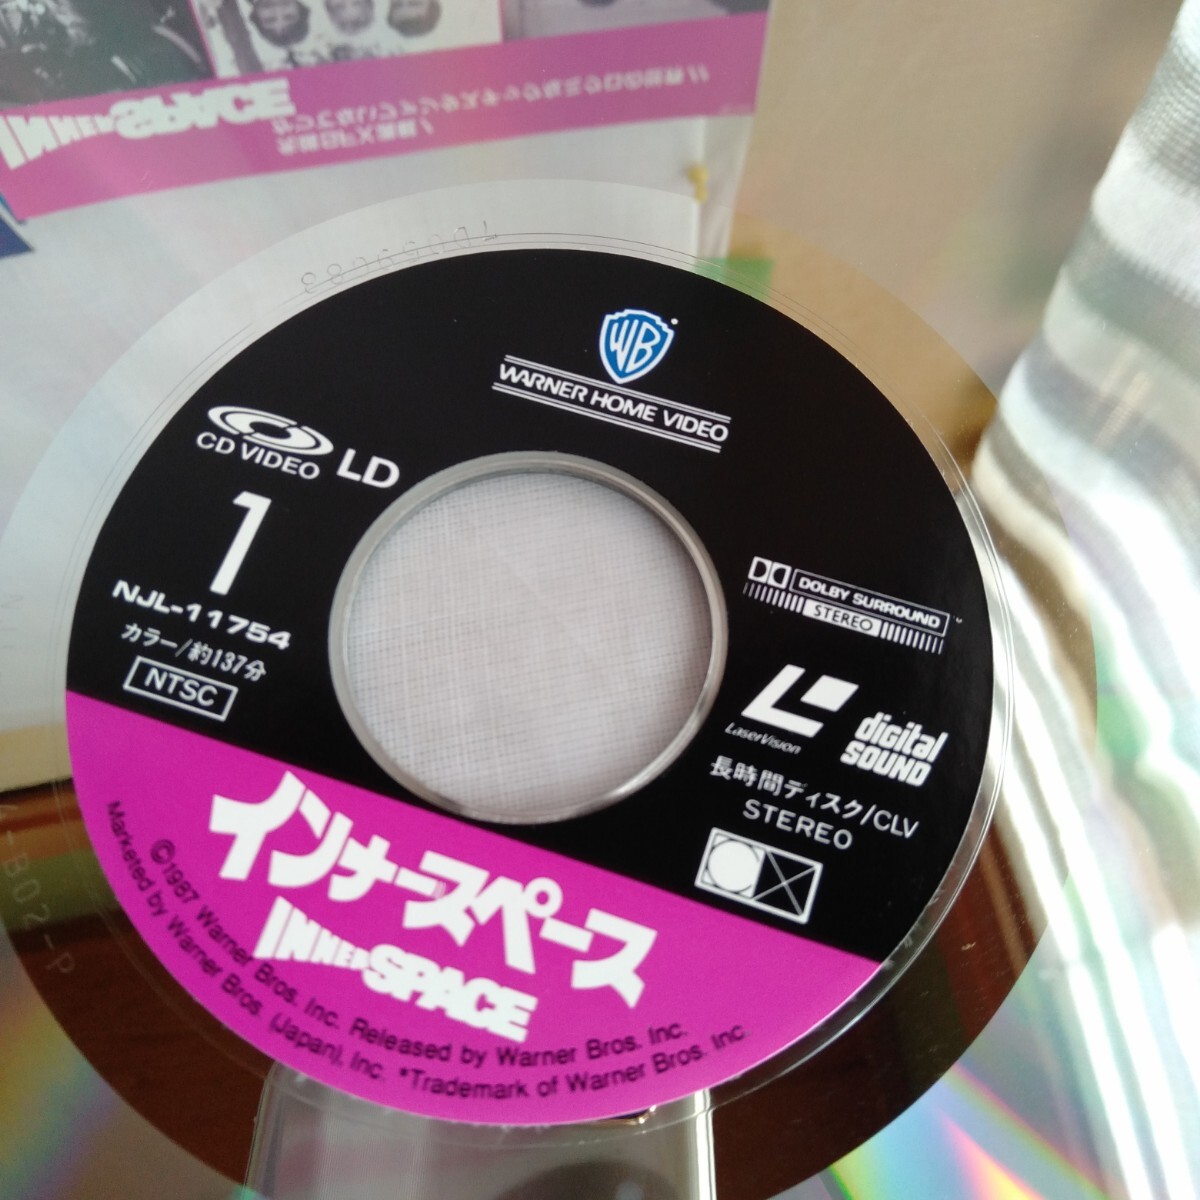 INNERSPACE
WB
WARNER HOME VIDEO
CD VIDEO LD
1
NJL-11754
カラー/約137分
NTSC
DOLBY SURROUND
STEREO
LaserVision
digital SOUND
長時間ディスク/CLV
STEREO
インナースペース
INNERSPACE
©1987 Warner Bros. Inc. Released by Warner Bros. Inc.
Marketed by Warner Bros. (Japan), Inc. *Trademark of Warner Bros. Inc.